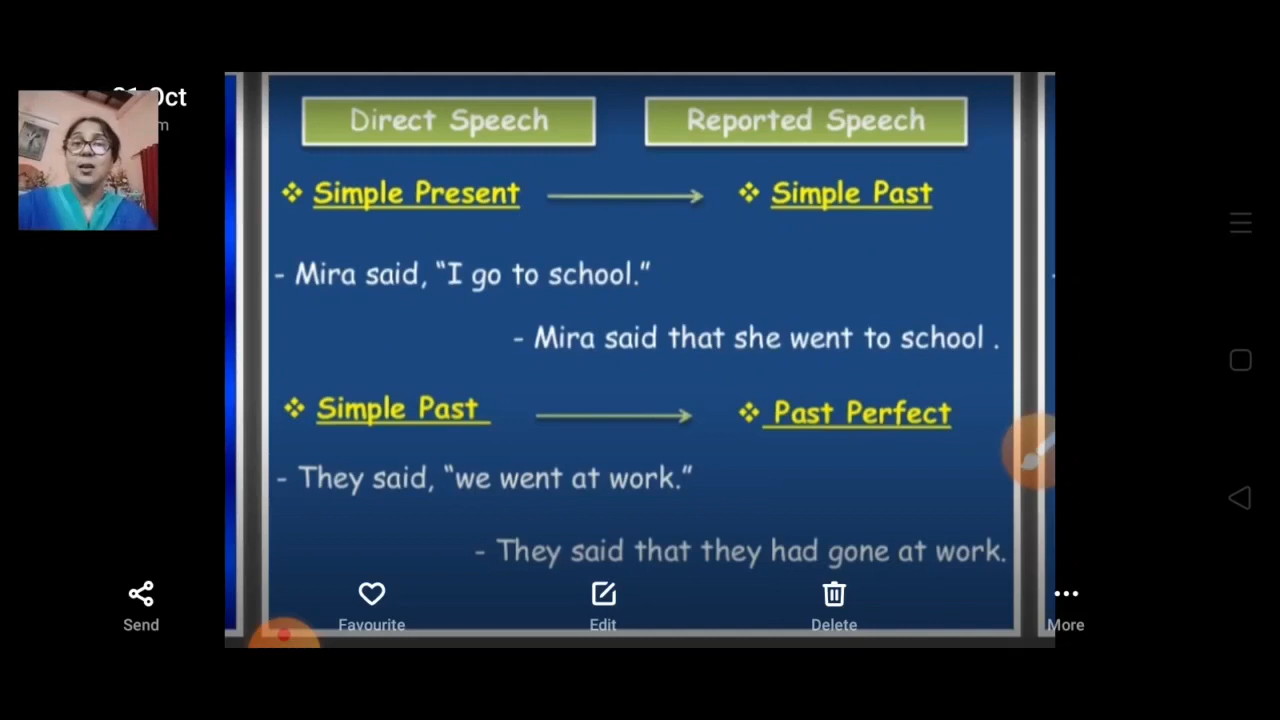 Oct
m
Direct Speech
Reported Speech
❖ Simple Present
❖ Simple Past
- Mira said, “I go to school.”
- Mira said that she went to school .
❖ Simple Past
❖ Past Perfect
- They said, “we went at work.”
- They said that they had gone at work.
Send
Favourite
Edit
Delete
More